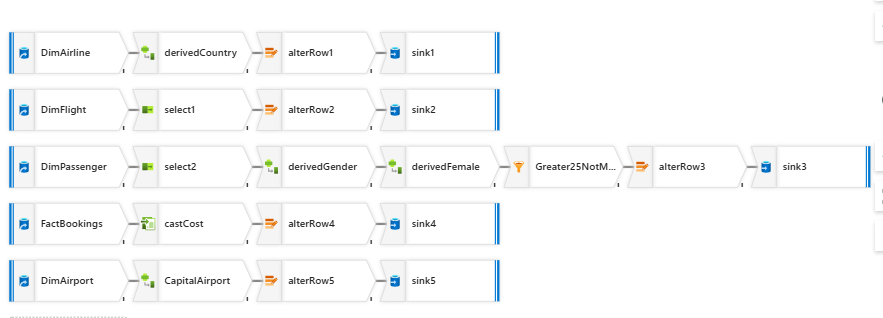 DimAirline derivedCountry alterRow1 sink1
DimFlight select1 alterRow2 sink2
DimPassenger select2 derivedGender derivedFemale Greater25NotM... alterRow3 sink3
FactBookings castCost alterRow4 sink4
DimAirport CapitalAirport alterRow5 sink5